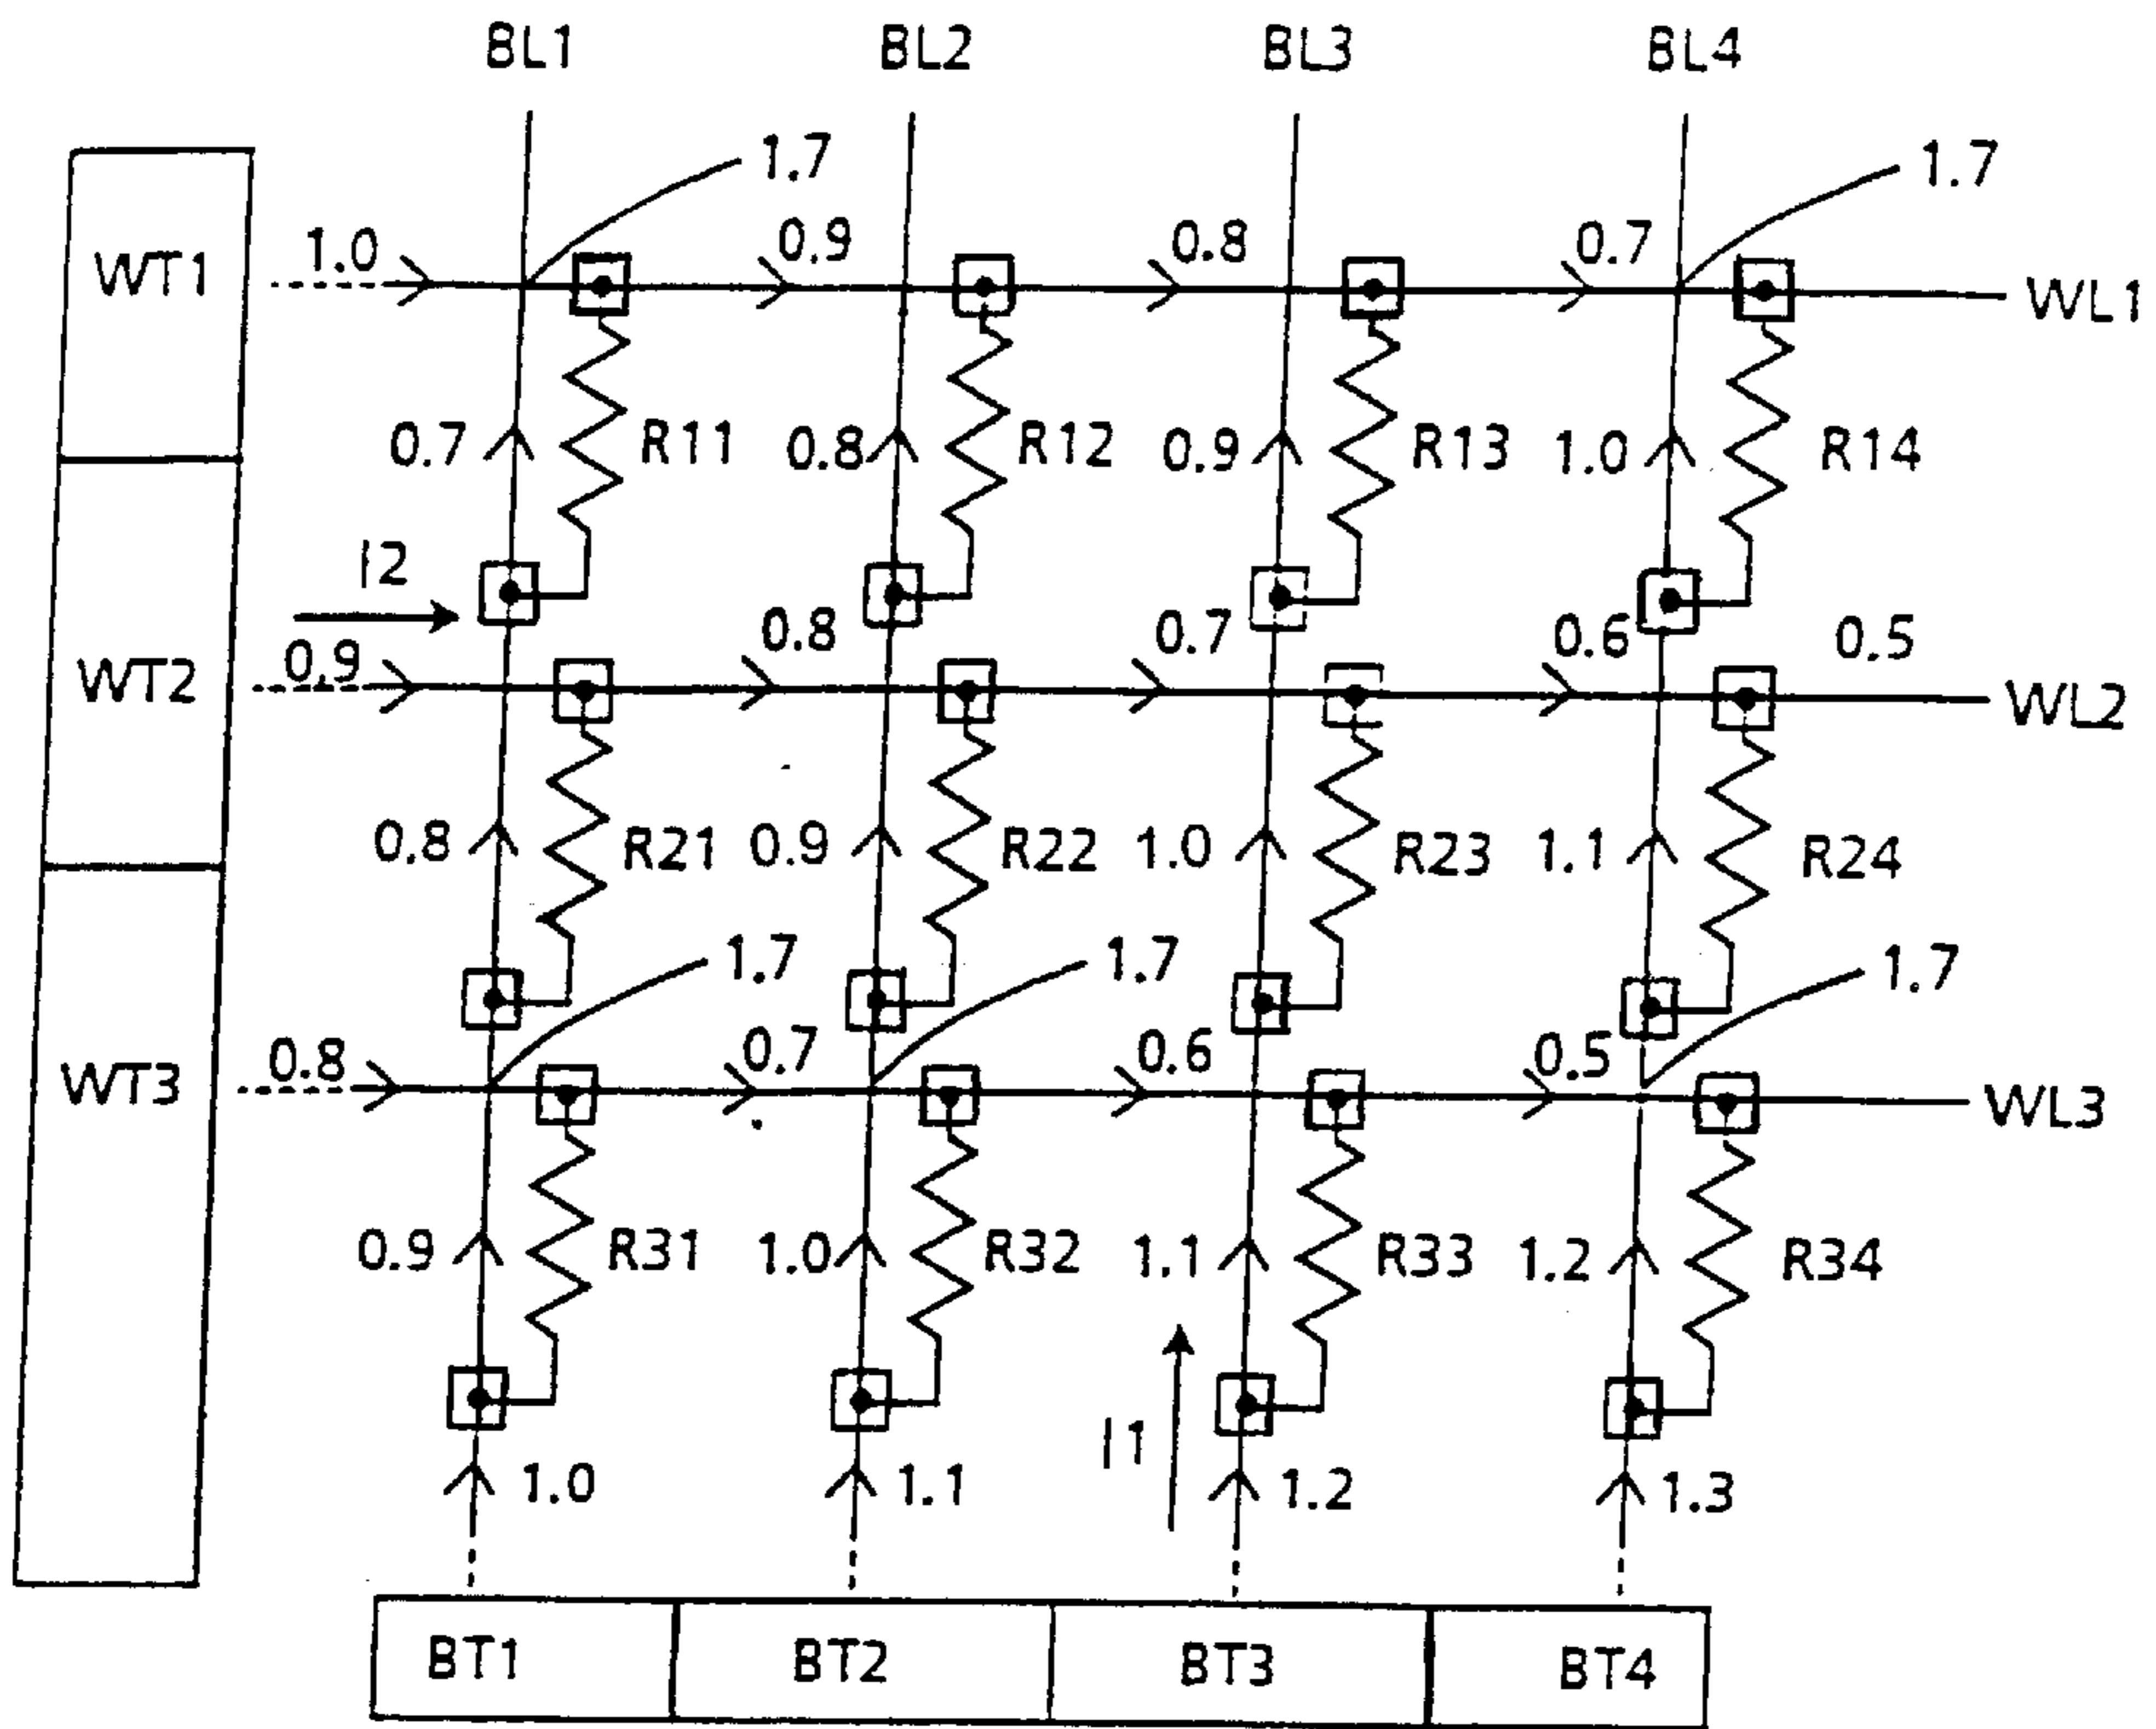 BL1 BL2 BL3 BL4
1.7 1.7
WT1 1.0 0.9 0.8 0.7 WL1
0.7 R11 0.8 R12 0.9 R13 1.0 R14
I2
WT2 0.9 0.8 0.7 0.6 0.5 WL2
0.8 R21 0.9 R22 1.0 R23 1.1 R24
1.7 1.7 1.7
WT3 0.8 0.7 0.6 0.5 WL3
0.9 R31 1.0 R32 1.1 R33 1.2 R34
I1
1.0 1.1 1.2 1.3
BT1 BT2 BT3 BT4